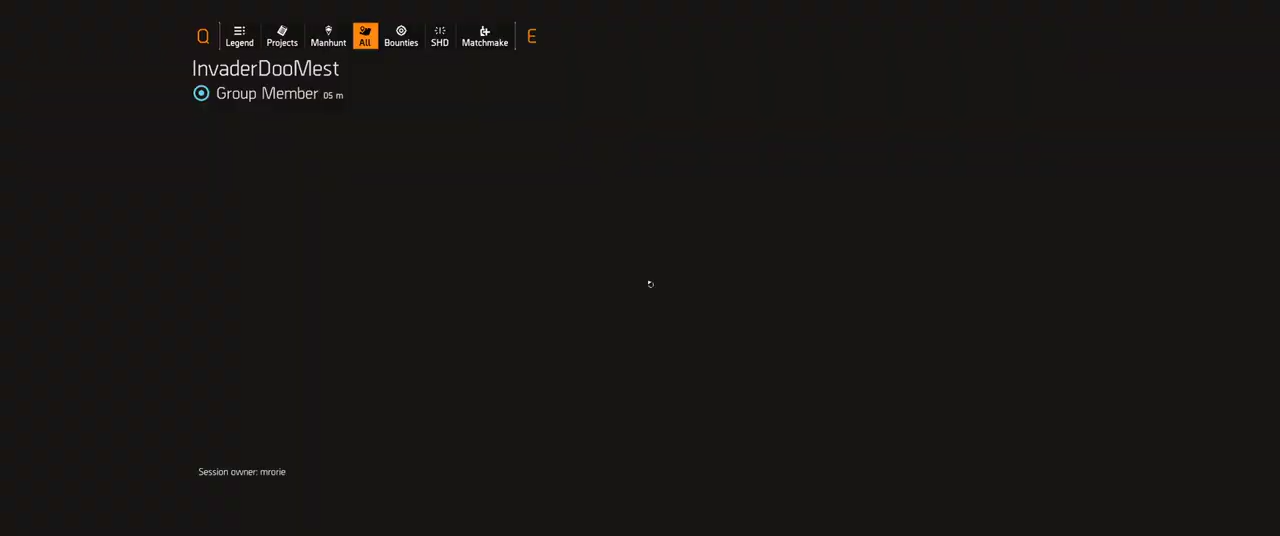 Q Legend Projects Manhunt All Bounties SHD Matchmake E
InvaderDooMest
Group Member 05 m
Session owner: mrorie